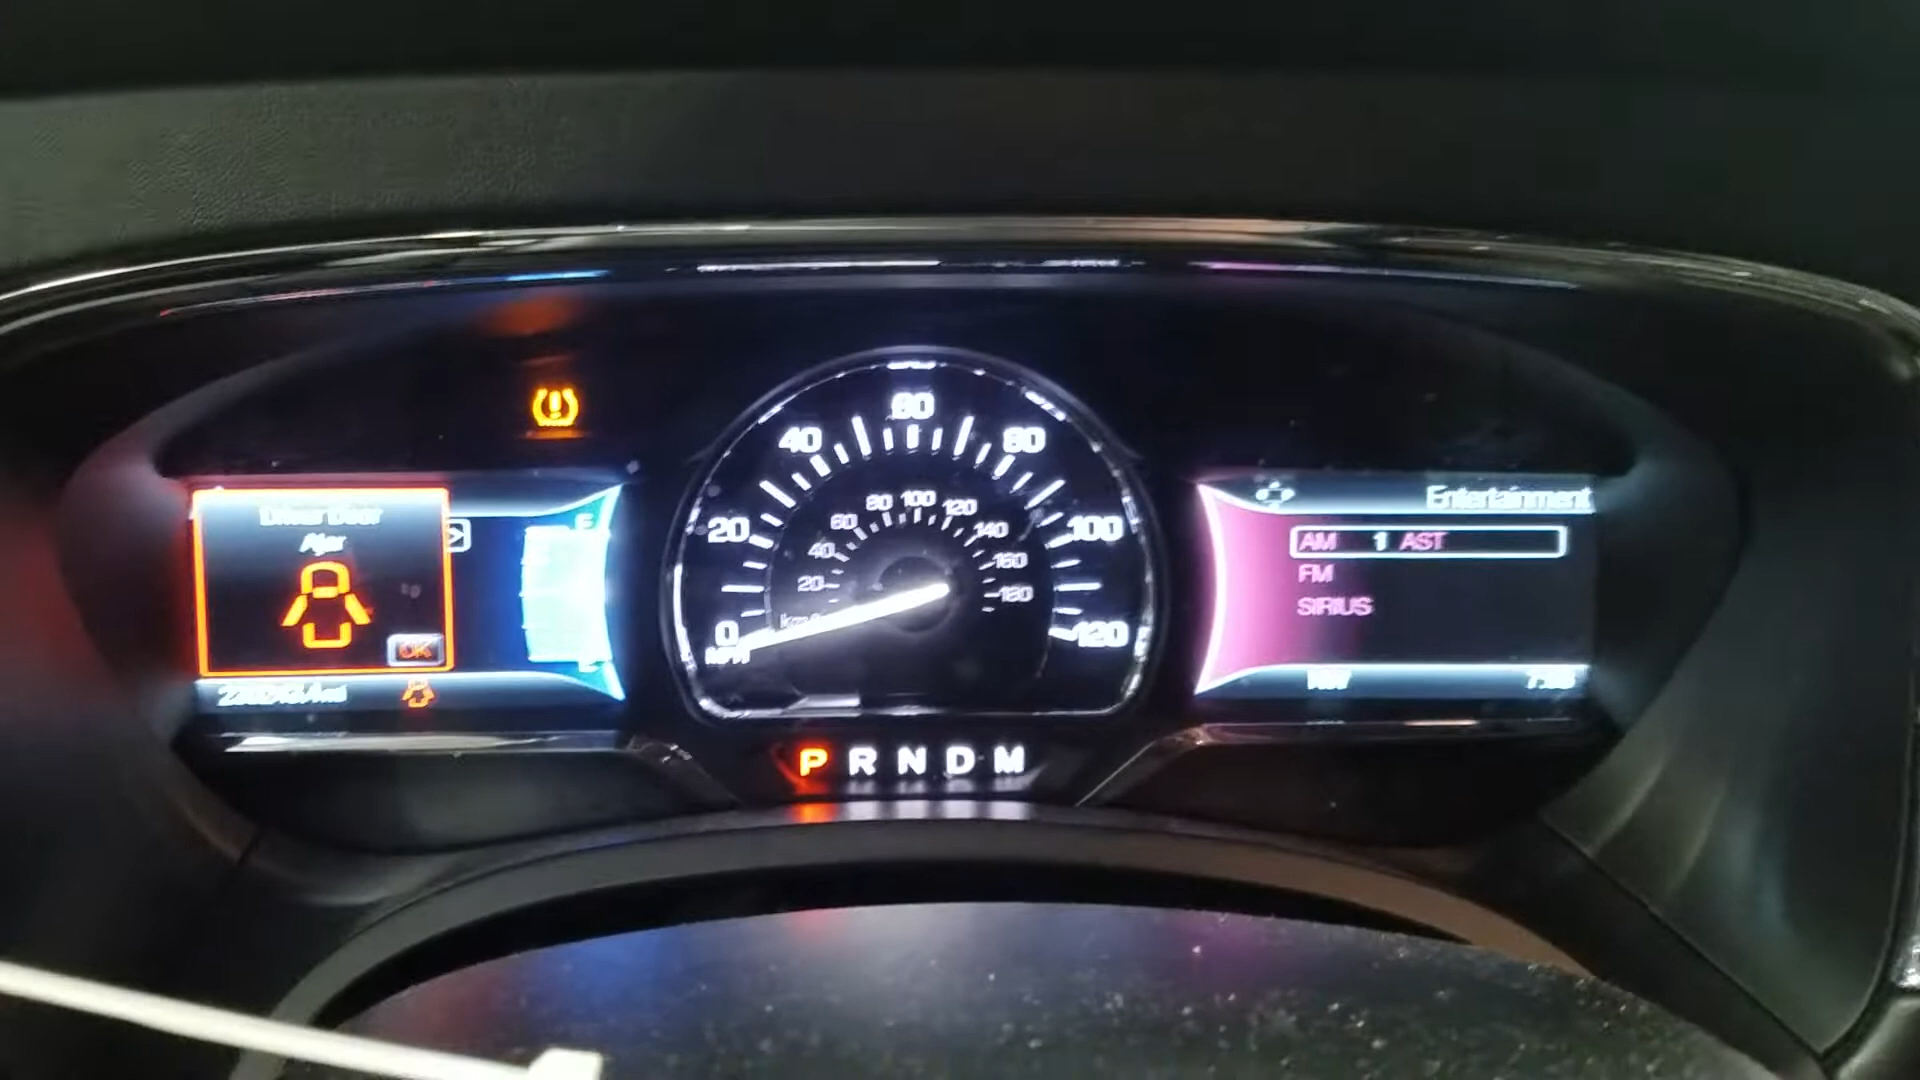 Driver Door
Ajar
OK
F
E
0
20
40
60
80
100
120
MPH
20
40
60
80
100
120
140
160
180
km/h
P R N D M
Entertainment
AM 1 AST
FM
SIRIUS